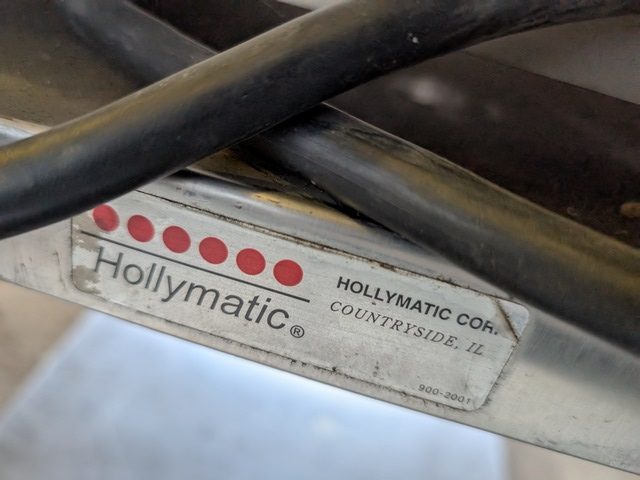 Hollymatic®
HOLLYMATIC COR.
COUNTRYSIDE, IL
900-2001